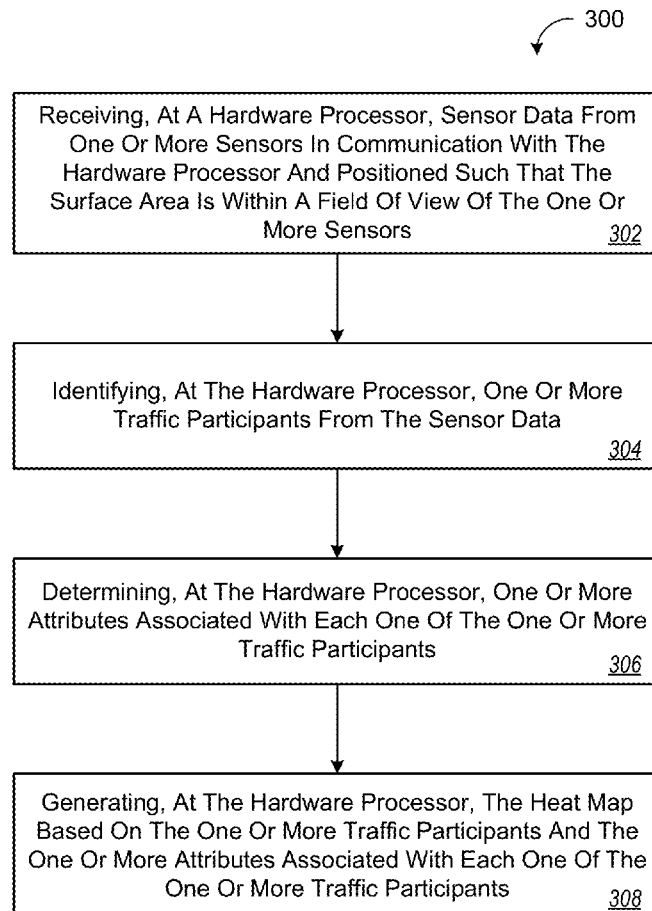 300
Receiving, At A Hardware Processor, Sensor Data From
One Or More Sensors In Communication With The
Hardware Processor And Positioned Such That The
Surface Area Is Within A Field Of View Of The One Or
More Sensors
302
Identifying, At The Hardware Processor, One Or More
Traffic Participants From The Sensor Data
304
Determining, At The Hardware Processor, One Or More
Attributes Associated With Each One Of The One Or More
Traffic Participants
306
Generating, At The Hardware Processor, The Heat Map
Based On The One Or More Traffic Participants And The
One Or More Attributes Associated With Each One Of The
One Or More Traffic Participants
308